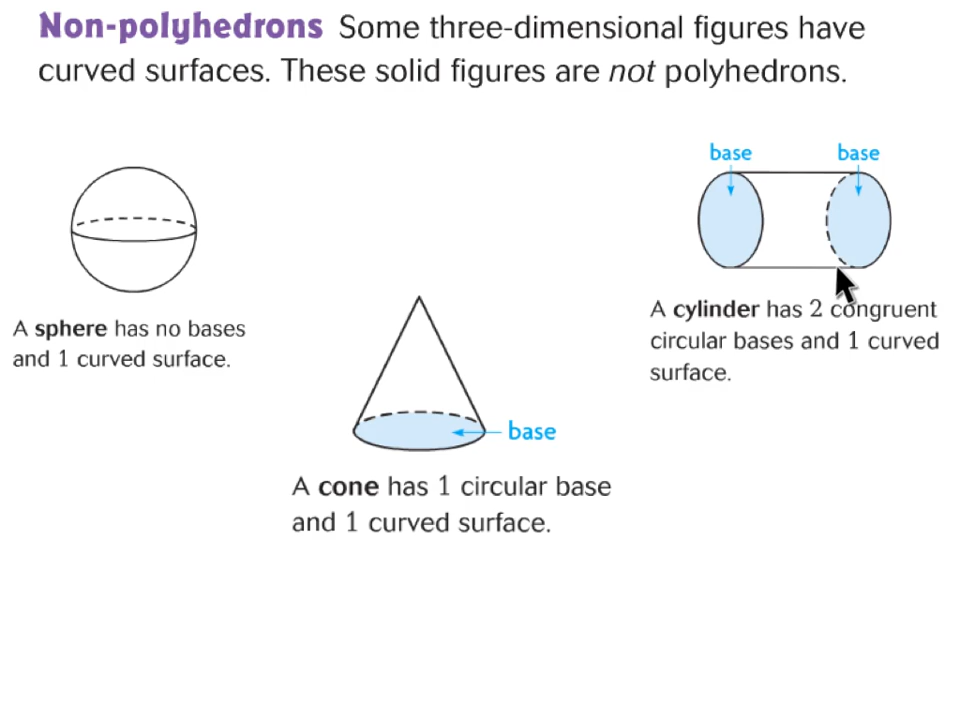 Non-polyhedrons Some three-dimensional figures have
curved surfaces. These solid figures are not polyhedrons.
base base
A sphere has no bases
and 1 curved surface.
base
A cone has 1 circular base
and 1 curved surface.
A cylinder has 2 congruent
circular bases and 1 curved
surface.